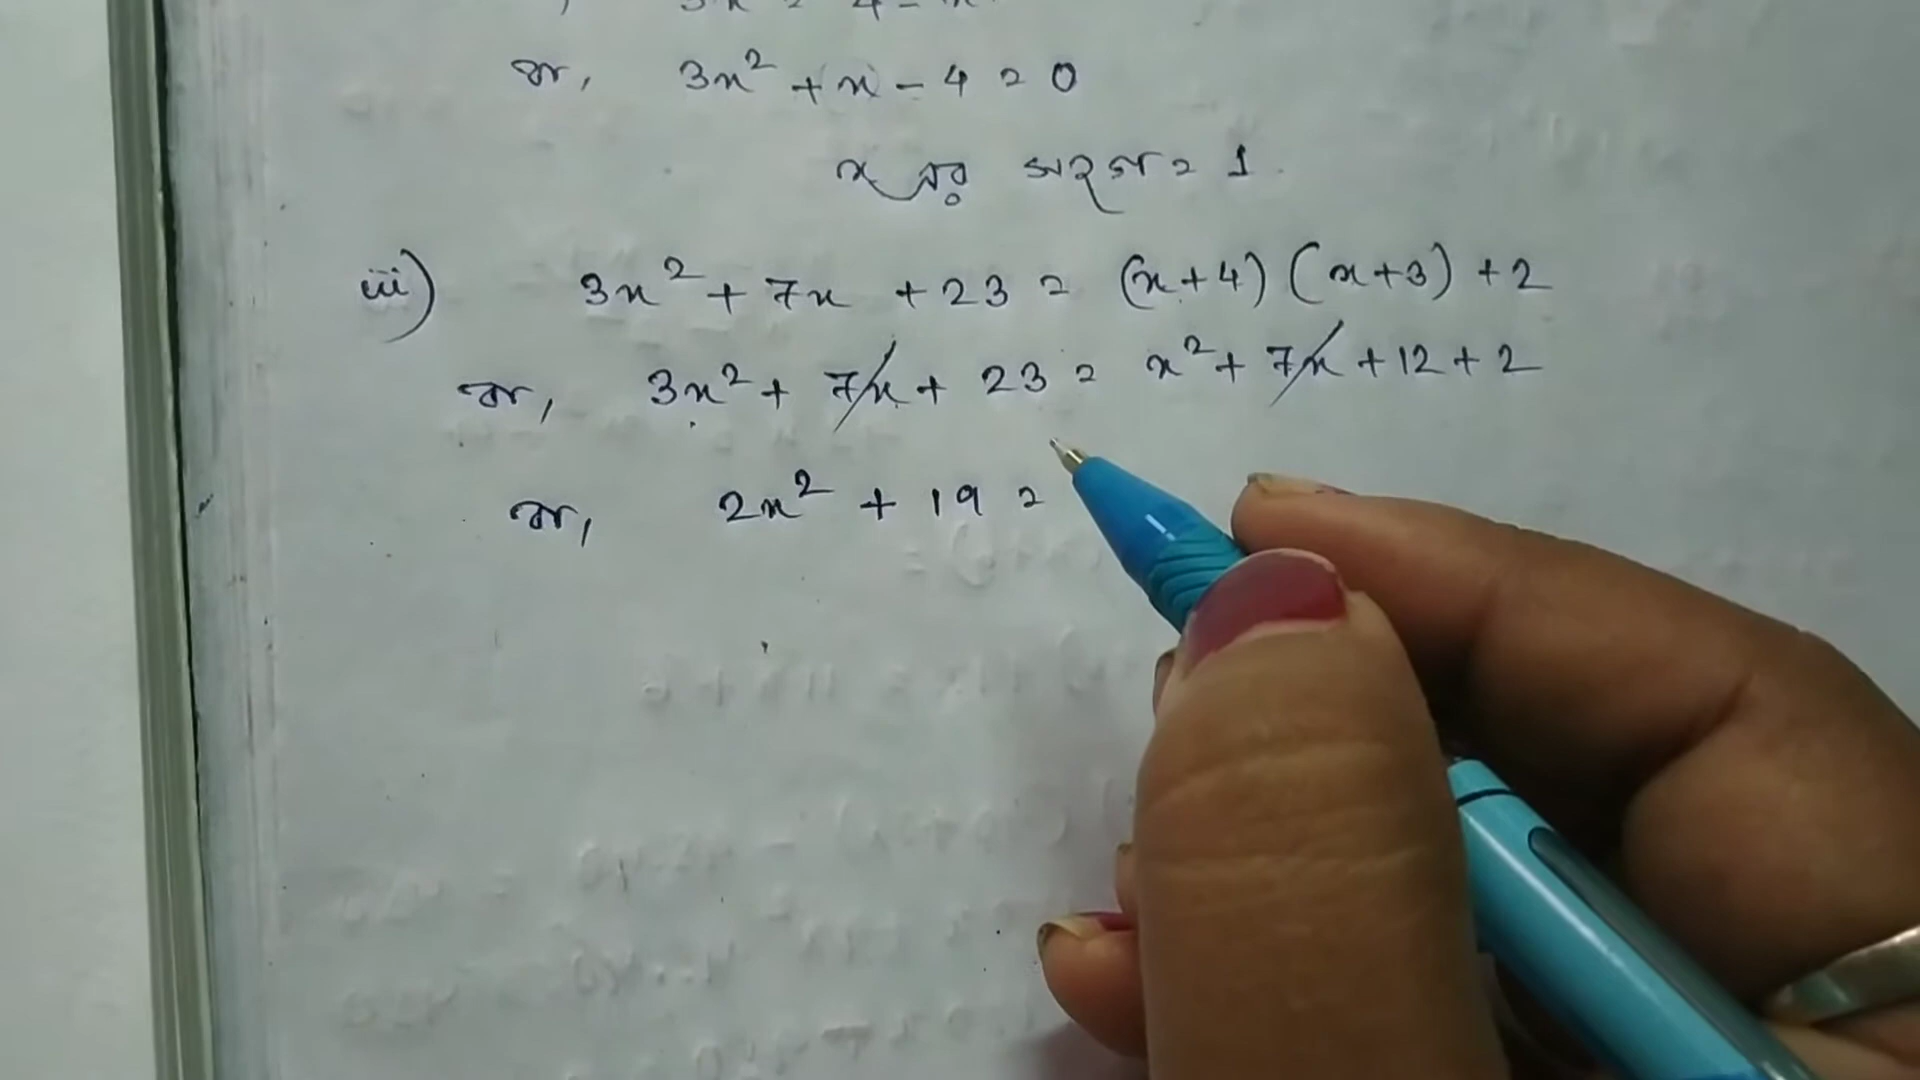 বা, 3x² + x - 4 = 0
x এর সহগ = 1
iii) 3x² + 7x + 23 = (x+4) (x+3) + 2
বা, 3x² + 7x + 23 = x² + 7x + 12 + 2
বা, 2x² + 19 =